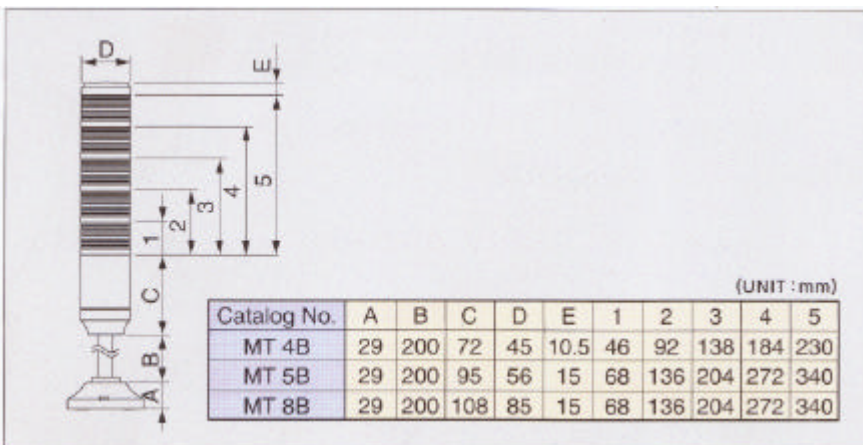 D
E
5
4
3
2
1
C
B
A
(UNIT : mm)
Catalog No. A B C D E 1 2 3 4 5
MT 4B 29 200 72 45 10.5 46 92 138 184 230
MT 5B 29 200 95 56 15 68 136 204 272 340
MT 8B 29 200 108 85 15 68 136 204 272 340